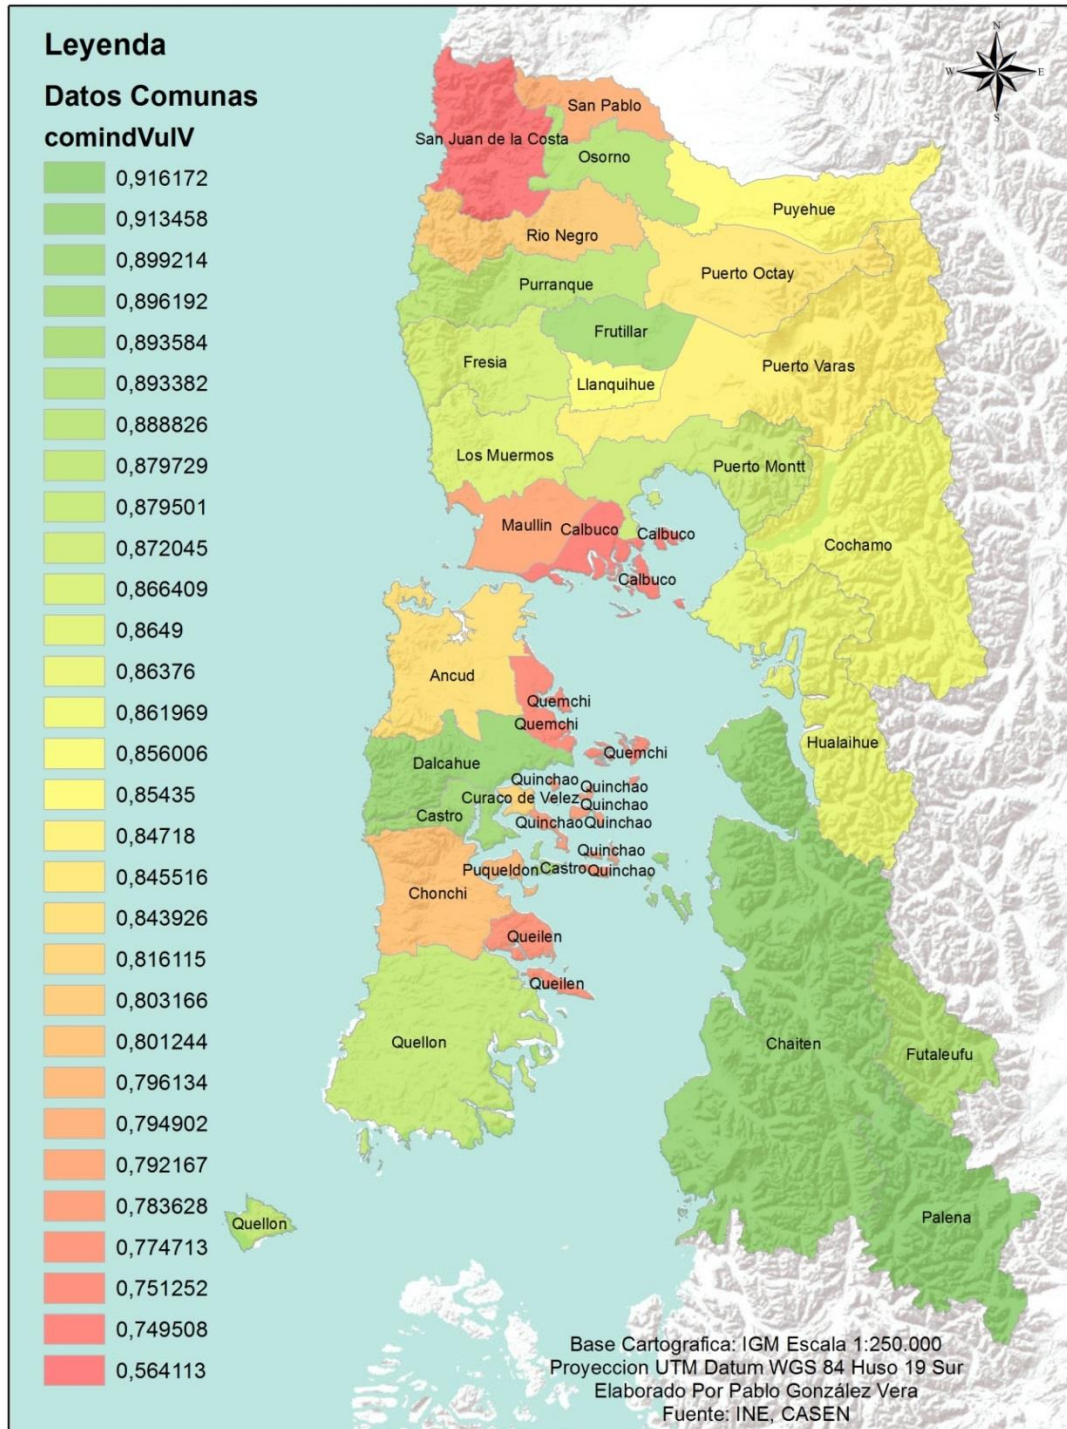 Leyenda
Datos Comunas
comindVulV
0,916172
0,913458
0,899214
0,896192
0,893584
0,893382
0,888826
0,879729
0,879501
0,872045
0,866409
0,8649
0,86376
0,861969
0,856006
0,85435
0,84718
0,845516
0,843926
0,816115
0,803166
0,801244
0,796134
0,794902
0,792167
0,783628
0,774713
0,751252
0,749508
0,564113
N
W
E
S
San Pablo
San Juan de la Costa
Osorno
Puyehue
Rio Negro
Puerto Octay
Purranque
Frutillar
Fresia
Puerto Varas
Llanquihue
Los Muermos
Puerto Montt
Maullin
Calbuco
Calbuco
Cochamo
Calbuco
Ancud
Quemchi
Quemchi
Hualaihue
Quemchi
Dalcahue
Quinchao
Quinchao
Curaco de Velez
Quinchao
Castro
Quinchao
Quinchao
Quinchao
Puqueldon
Castro
Quinchao
Chonchi
Queilen
Queilen
Quellon
Chaiten
Futaleufu
Palena
Quellon
Base Cartografica: IGM Escala 1:250.000
Proyeccion UTM Datum WGS 84 Huso 19 Sur
Elaborado Por Pablo González Vera
Fuente: INE, CASEN